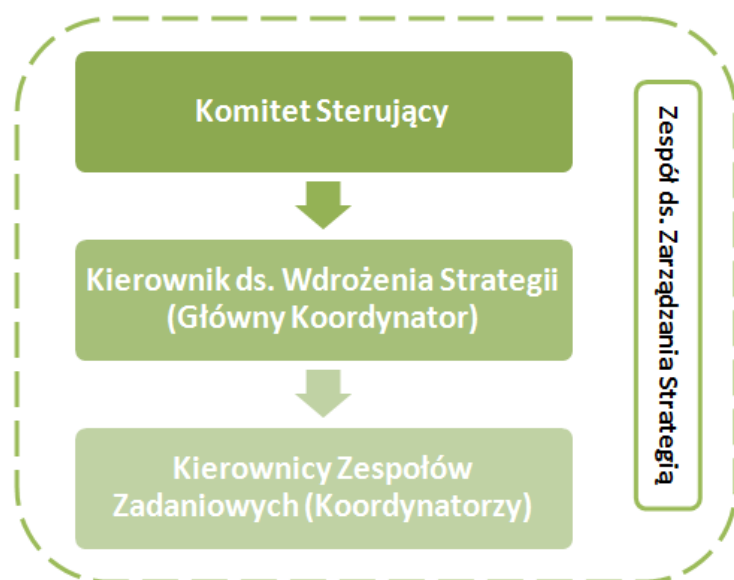 Komitet Sterujący
Kierownik ds. Wdrożenia Strategii
(Główny Koordynator)
Kierownicy Zespołów
Zadaniowych (Koordynatorzy)
Zespół ds. Zarządzania Strategią